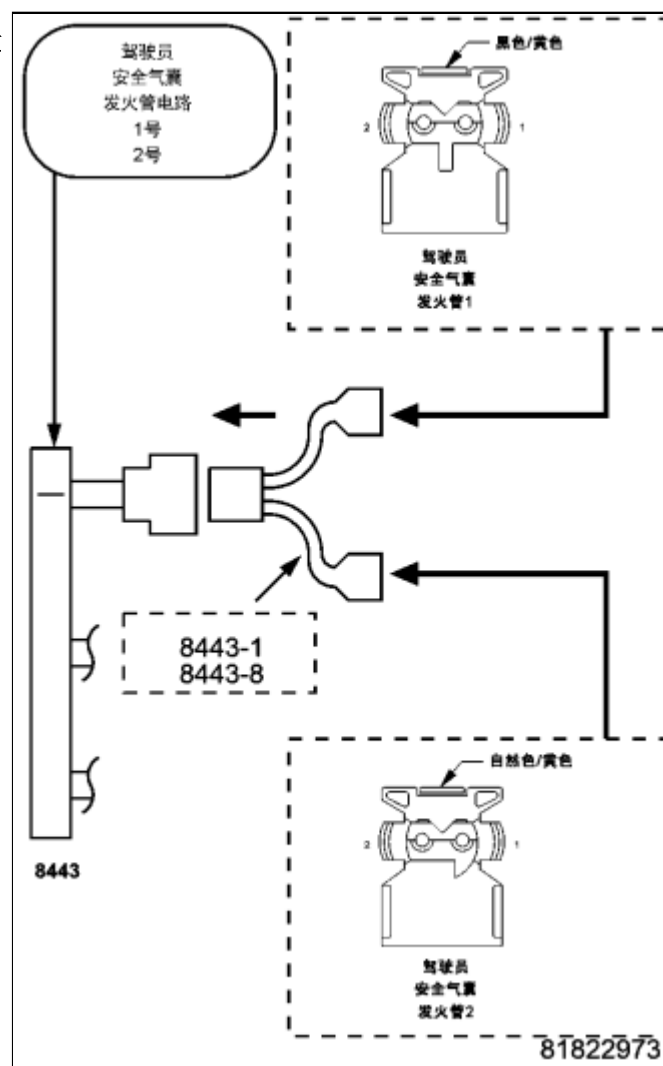 驾驶员
安全气囊
发火管电路
1号
2号
黑色/黄色
2
1
驾驶员
安全气囊
发火管1
8443-1
8443-8
8443
自然色/黄色
2
1
驾驶员
安全气囊
发火管2
81822973